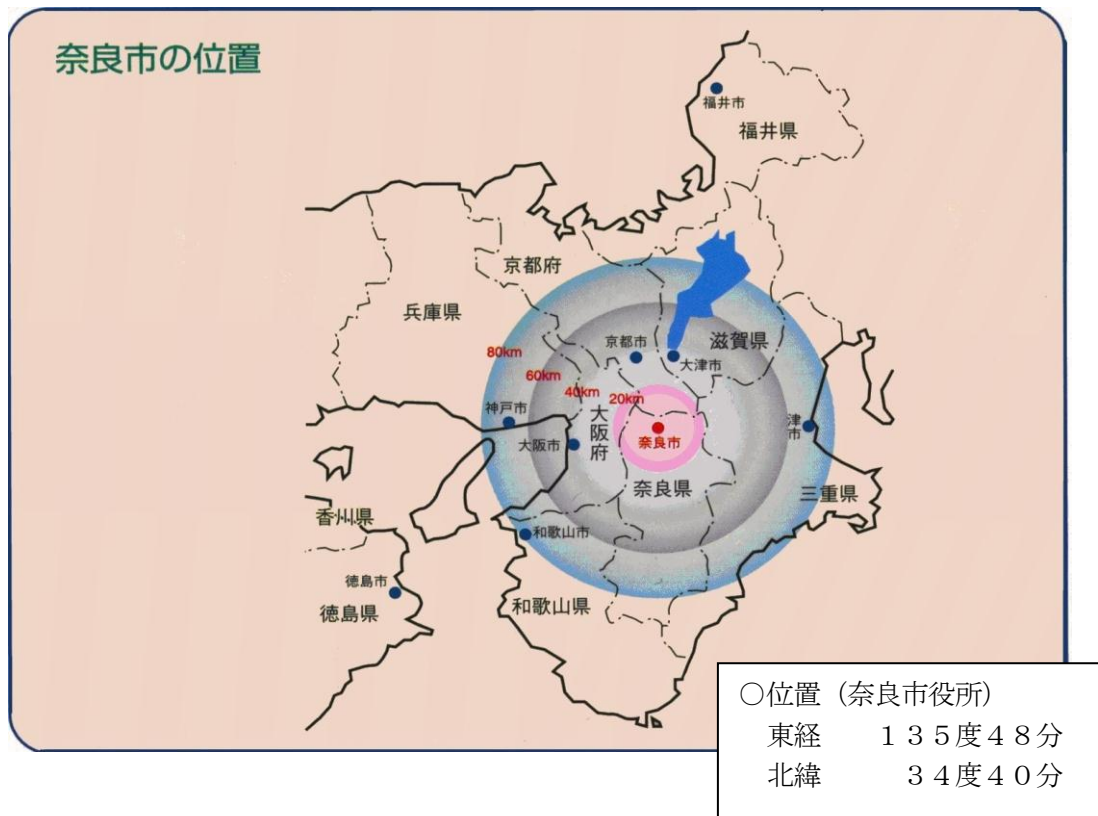 奈良市の位置
福井市
福井県
京都府
兵庫県
京都市
滋賀県
大津市
80km
60km
40km
20km
神戸市
大阪府
津市
大阪市
奈良市
奈良県
三重県
香川県
和歌山市
徳島市
徳島県
和歌山県
○位置（奈良市役所）
東経　　１３５度４８分
北緯　　　３４度４０分